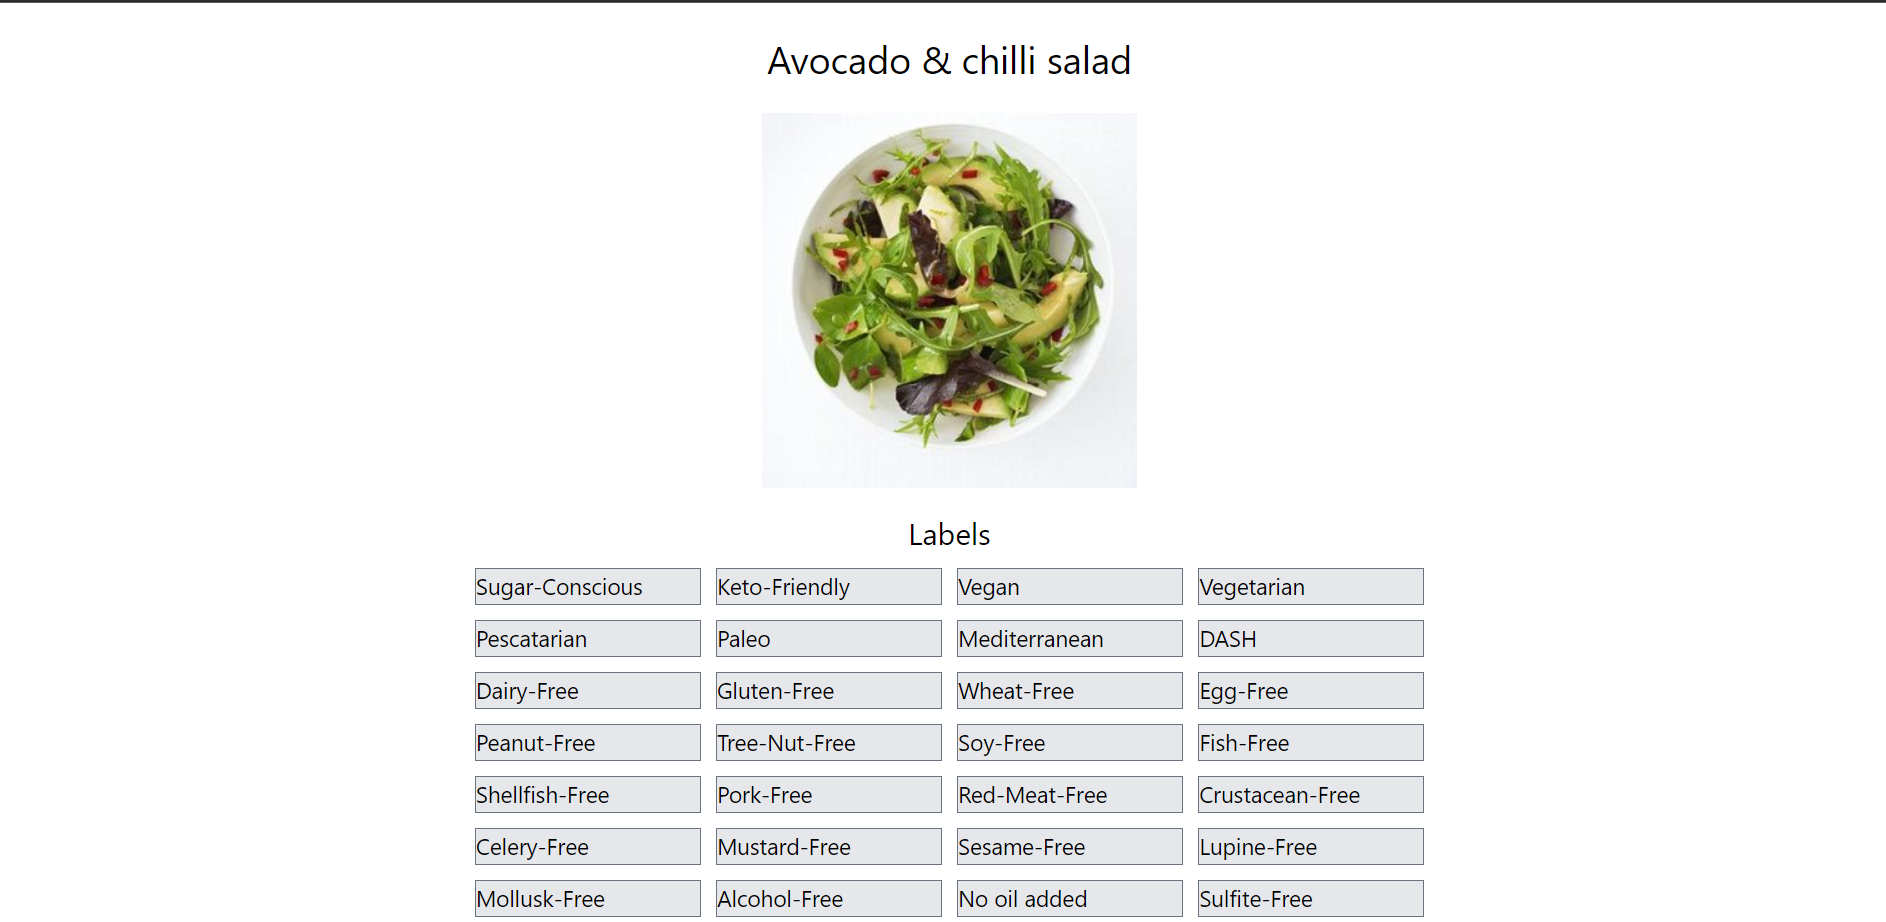 Avocado & chilli salad
Labels
Sugar-Conscious Keto-Friendly Vegan Vegetarian
Pescatarian Paleo Mediterranean DASH
Dairy-Free Gluten-Free Wheat-Free Egg-Free
Peanut-Free Tree-Nut-Free Soy-Free Fish-Free
Shellfish-Free Pork-Free Red-Meat-Free Crustacean-Free
Celery-Free Mustard-Free Sesame-Free Lupine-Free
Mollusk-Free Alcohol-Free No oil added Sulfite-Free